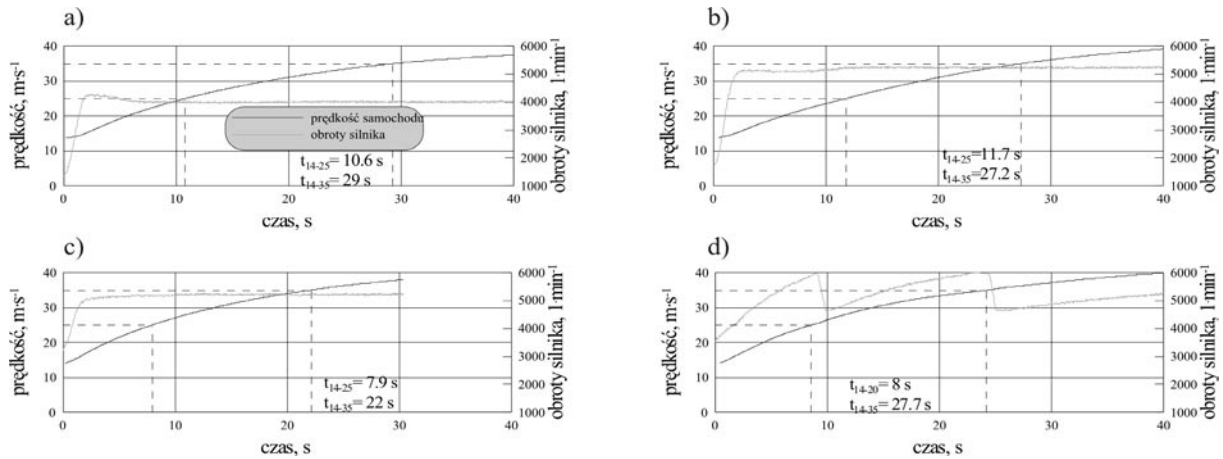 a)
prędkość, m·s⁻¹
40
30
20
10
0
6000
5000
4000
3000
2000
1000
obroty silnika, 1·min⁻¹
prędkość samochodu
obroty silnika
t14-25 = 10.6 s
t14-35 = 29 s
0 10 20 30 40
czas, s
b)
prędkość, m·s⁻¹
40
30
20
10
0
6000
5000
4000
3000
2000
1000
obroty silnika, 1·min⁻¹
t14-25=11.7 s
t14-35=27.2 s
0 10 20 30 40
czas, s
c)
prędkość, m·s⁻¹
40
30
20
10
0
6000
5000
4000
3000
2000
1000
obroty silnika, 1·min⁻¹
t14-25= 7.9 s
t14-35= 22 s
0 10 20 30 40
czas, s
d)
prędkość, m·s⁻¹
40
30
20
10
0
6000
5000
4000
3000
2000
1000
obroty silnika, 1·min⁻¹
t14-20= 8 s
t14-35= 27.7 s
0 10 20 30 40
czas, s